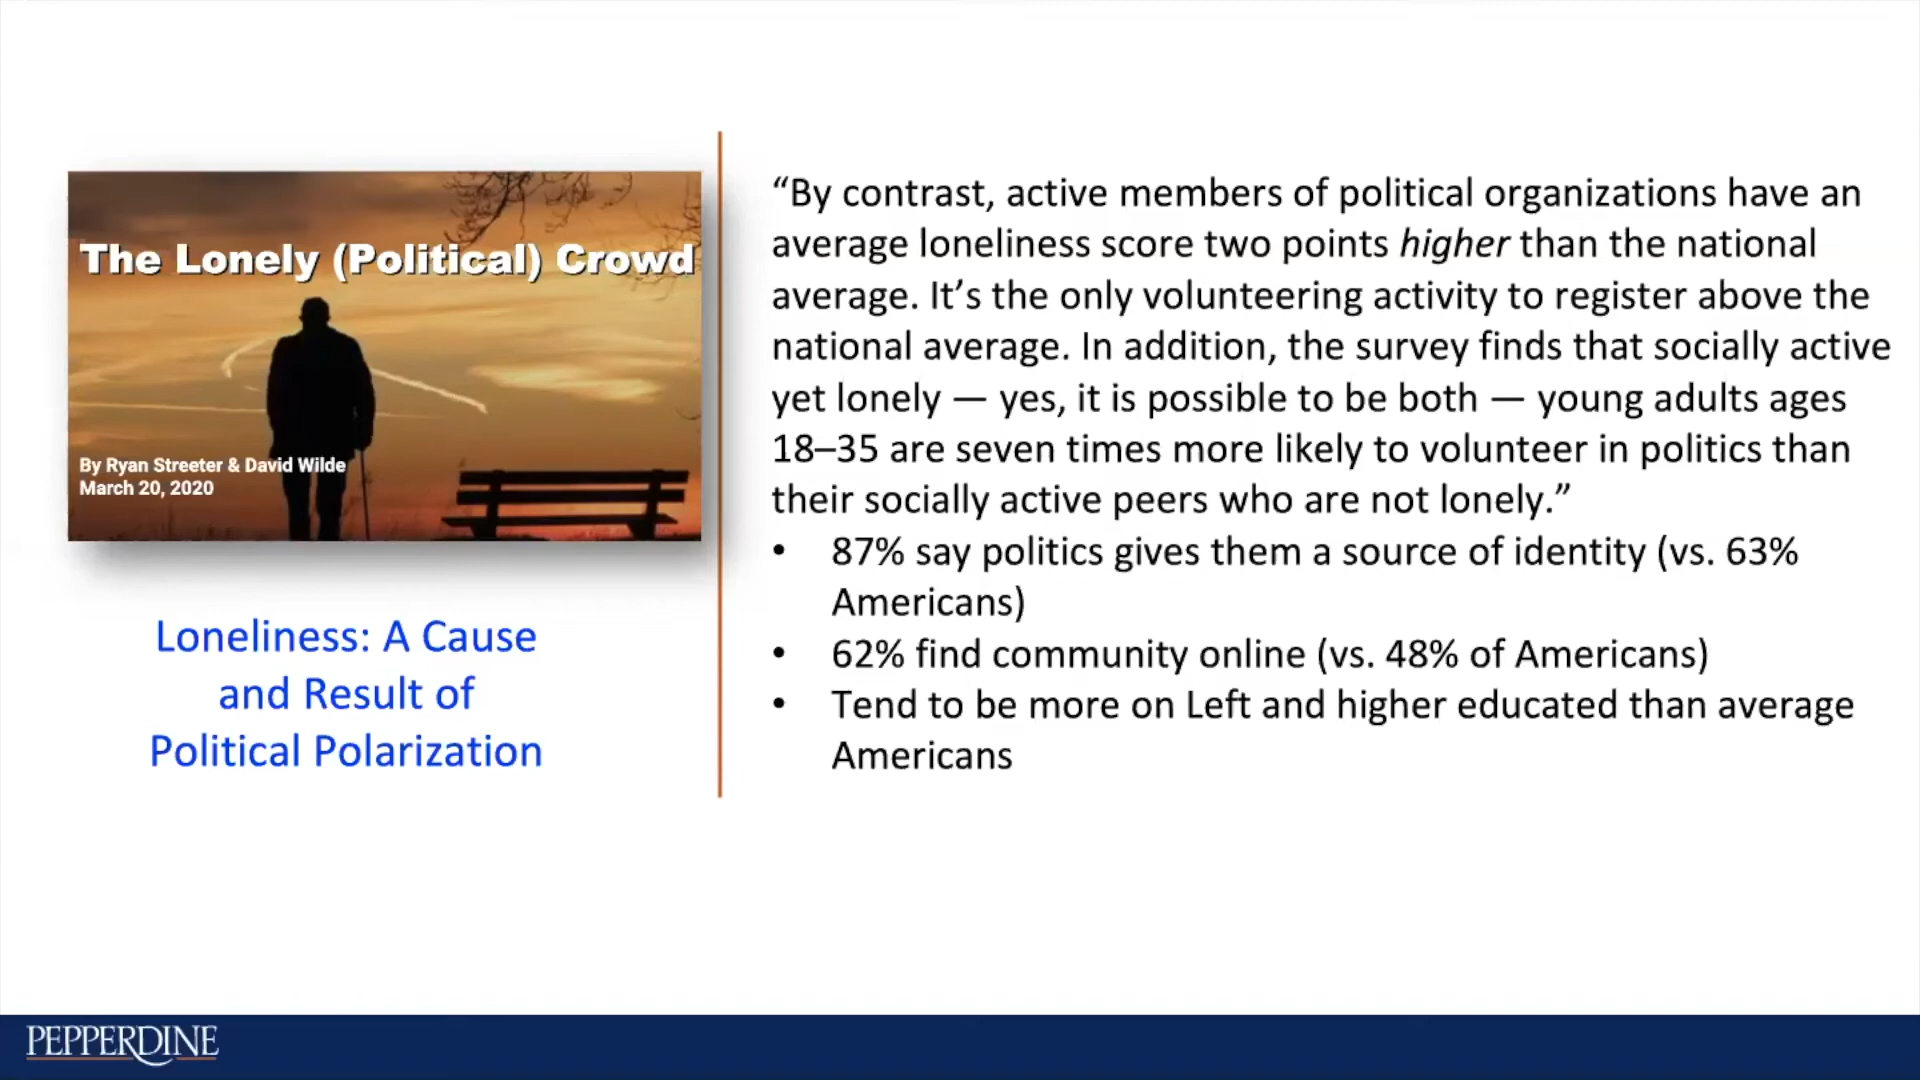 The Lonely (Political) Crowd
By Ryan Streeter & David Wilde
March 20, 2020
Loneliness: A Cause
and Result of
Political Polarization
“By contrast, active members of political organizations have an
average loneliness score two points higher than the national
average. It’s the only volunteering activity to register above the
national average. In addition, the survey finds that socially active
yet lonely — yes, it is possible to be both — young adults ages
18–35 are seven times more likely to volunteer in politics than
their socially active peers who are not lonely.”
• 87% say politics gives them a source of identity (vs. 63%
Americans)
• 62% find community online (vs. 48% of Americans)
• Tend to be more on Left and higher educated than average
Americans
PEPPERDINE